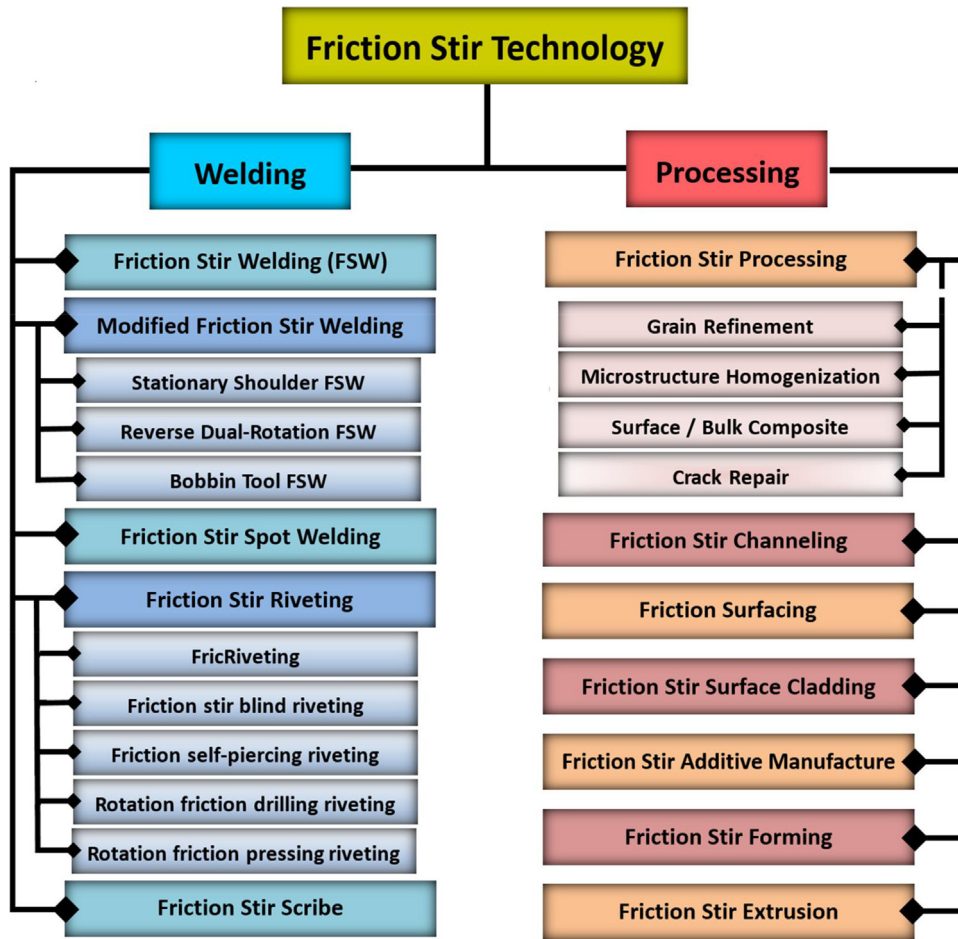 Friction Stir Technology
Welding
Friction Stir Welding (FSW)
Modified Friction Stir Welding
Stationary Shoulder FSW
Reverse Dual-Rotation FSW
Bobbin Tool FSW
Friction Stir Spot Welding
Friction Stir Riveting
FricRiveting
Friction stir blind riveting
Friction self-piercing riveting
Rotation friction drilling riveting
Rotation friction pressing riveting
Friction Stir Scribe
Processing
Friction Stir Processing
Grain Refinement
Microstructure Homogenization
Surface / Bulk Composite
Crack Repair
Friction Stir Channeling
Friction Surfacing
Friction Stir Surface Cladding
Friction Stir Additive Manufacture
Friction Stir Forming
Friction Stir Extrusion